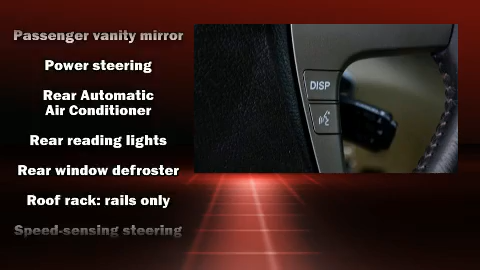 Passenger vanity mirror
Power steering
Rear Automatic
Air Conditioner
Rear reading lights
Rear window defroster
Roof rack: rails only
Speed-sensing steering
DISP